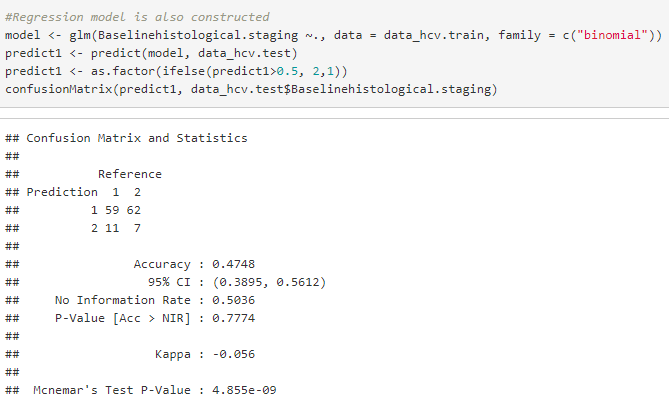 #Regression model is also constructed
model <- glm(Baselinehistological.staging ~., data = data_hcv.train, family = c("binomial"))
predict1 <- predict(model, data_hcv.test)
predict1 <- as.factor(ifelse(predict1>0.5, 2,1))
confusionMatrix(predict1, data_hcv.test$Baselinehistological.staging)
## Confusion Matrix and Statistics
##
##           Reference
## Prediction  1  2
##          1 59 62
##          2 11  7
##
##                Accuracy : 0.4748
##                  95% CI : (0.3895, 0.5612)
##     No Information Rate : 0.5036
##     P-Value [Acc > NIR] : 0.7774
##
##                   Kappa : -0.056
##
##  Mcnemar's Test P-Value : 4.855e-09